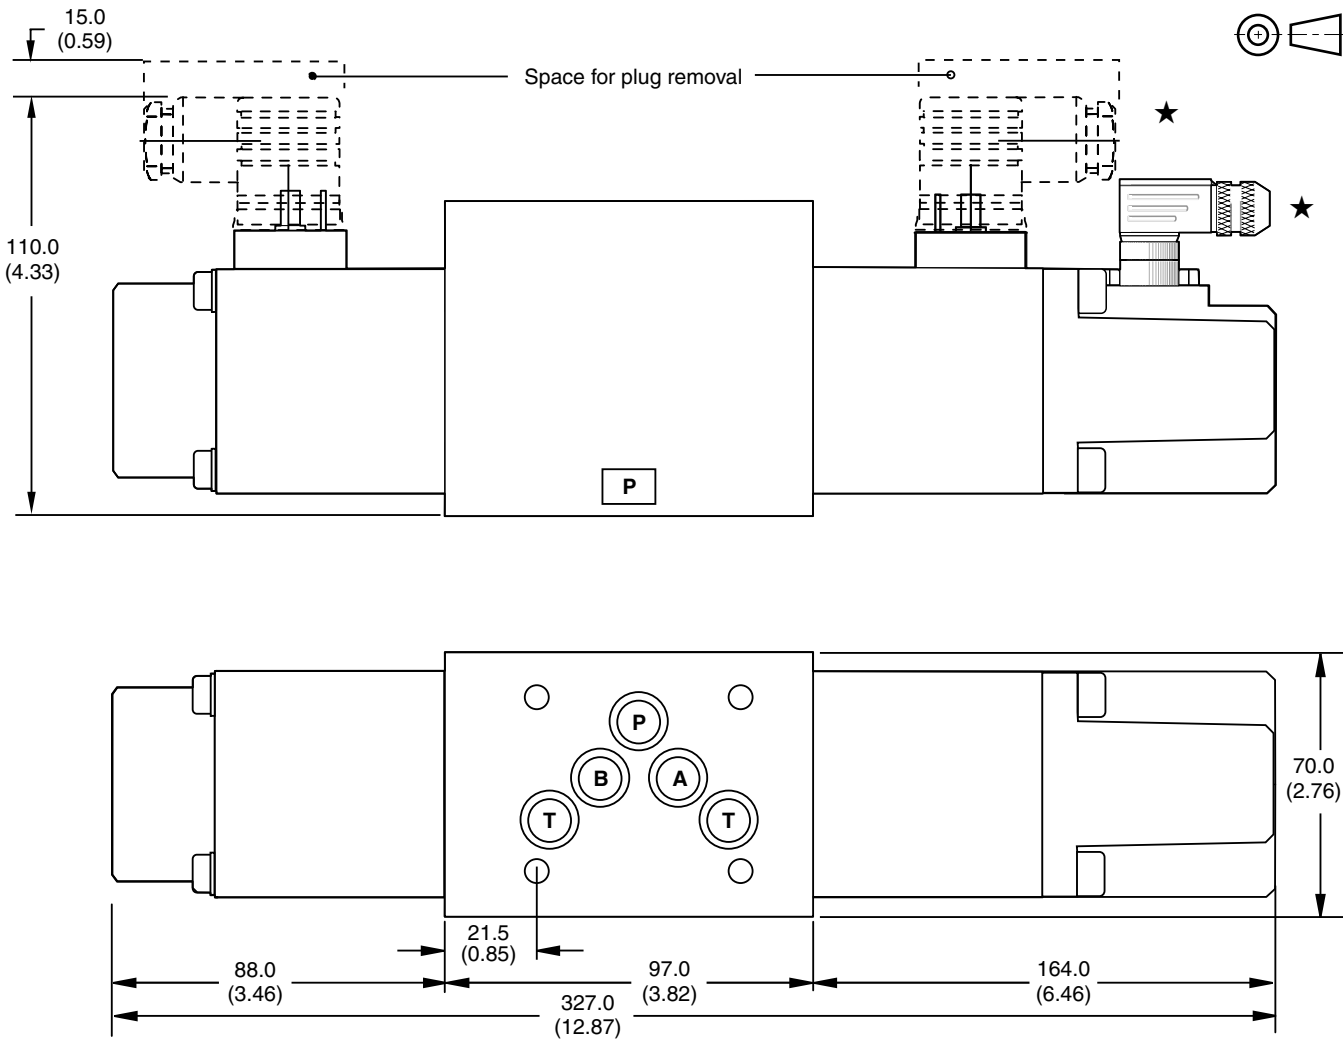 15.0
(0.59)
Space for plug removal
★
★
110.0
(4.33)
P
P
B
A
T
T
70.0
(2.76)
21.5
(0.85)
88.0
(3.46)
97.0
(3.82)
164.0
(6.46)
327.0
(12.87)